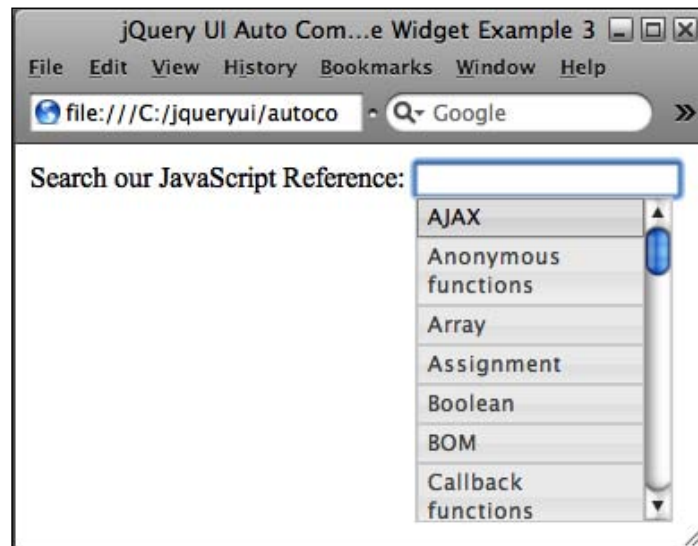 jQuery UI Auto Com...e Widget Example 3
File Edit View History Bookmarks Window Help
file:///C:/jqueryui/autoco Google »
Search our JavaScript Reference:
AJAX
Anonymous
functions
Array
Assignment
Boolean
BOM
Callback
functions